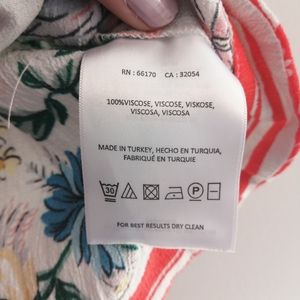 RN : 66170 CA : 32054
100%VISCOSE, VISCOSE, VISKOSE,
VISCOSA, VISCOSA
MADE IN TURKEY, HECHO EN TURQUIA,
FABRIQUÉ EN TURQUIE
30 P
FOR BEST RESULTS DRY CLEAN